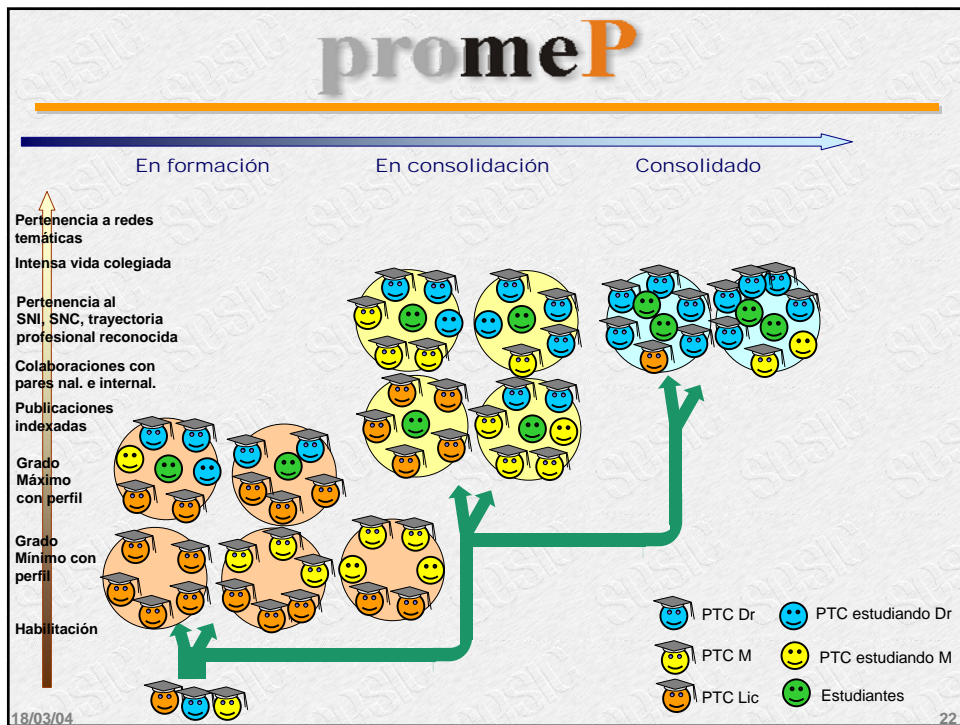 promeP
En formación
En consolidación
Consolidado
Pertenencia a redes
temáticas
Intensa vida colegiada
Pertenencia al
SNI, SNC, trayectoria
profesional reconocida
Colaboraciones con
pares nal. e internal.
Publicaciones
indexadas
Grado
Máximo
con perfil
Grado
Mínimo con
perfil
Habilitación
PTC Dr
PTC estudiando Dr
PTC M
PTC estudiando M
PTC Lic
Estudiantes
18/03/04
22